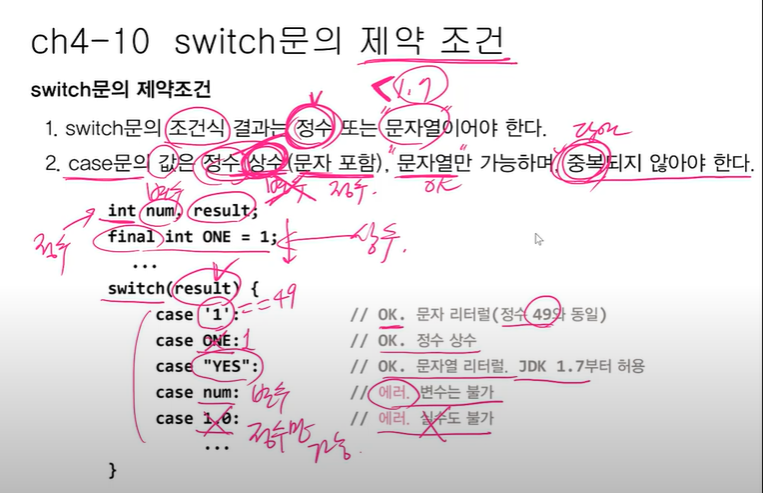 ch4-10 switch문의 제약 조건
switch문의 제약조건
< 1.7
1. switch문의 조건식 결과는 정수 또는 "문자열"이어야 한다.
2. case문의 값은 정수 상수(문자 포함), "문자열만 가능하며, 중복되지 않아야 한다.
변수 변수 정수. OK
int num, result;
정수
final int ONE = 1; 상수.
...
switch(result) {
case '1': == 49 // OK. 문자 리터럴(정수 49와 동일)
case ONE: 1 // OK. 정수 상수
case "YES": // OK. 문자열 리터럴. JDK 1.7부터 허용
case num: 변수 // 에러. 변수는 불가
case 1.0: // 에러. 실수도 불가
... 정수만 가능.
}